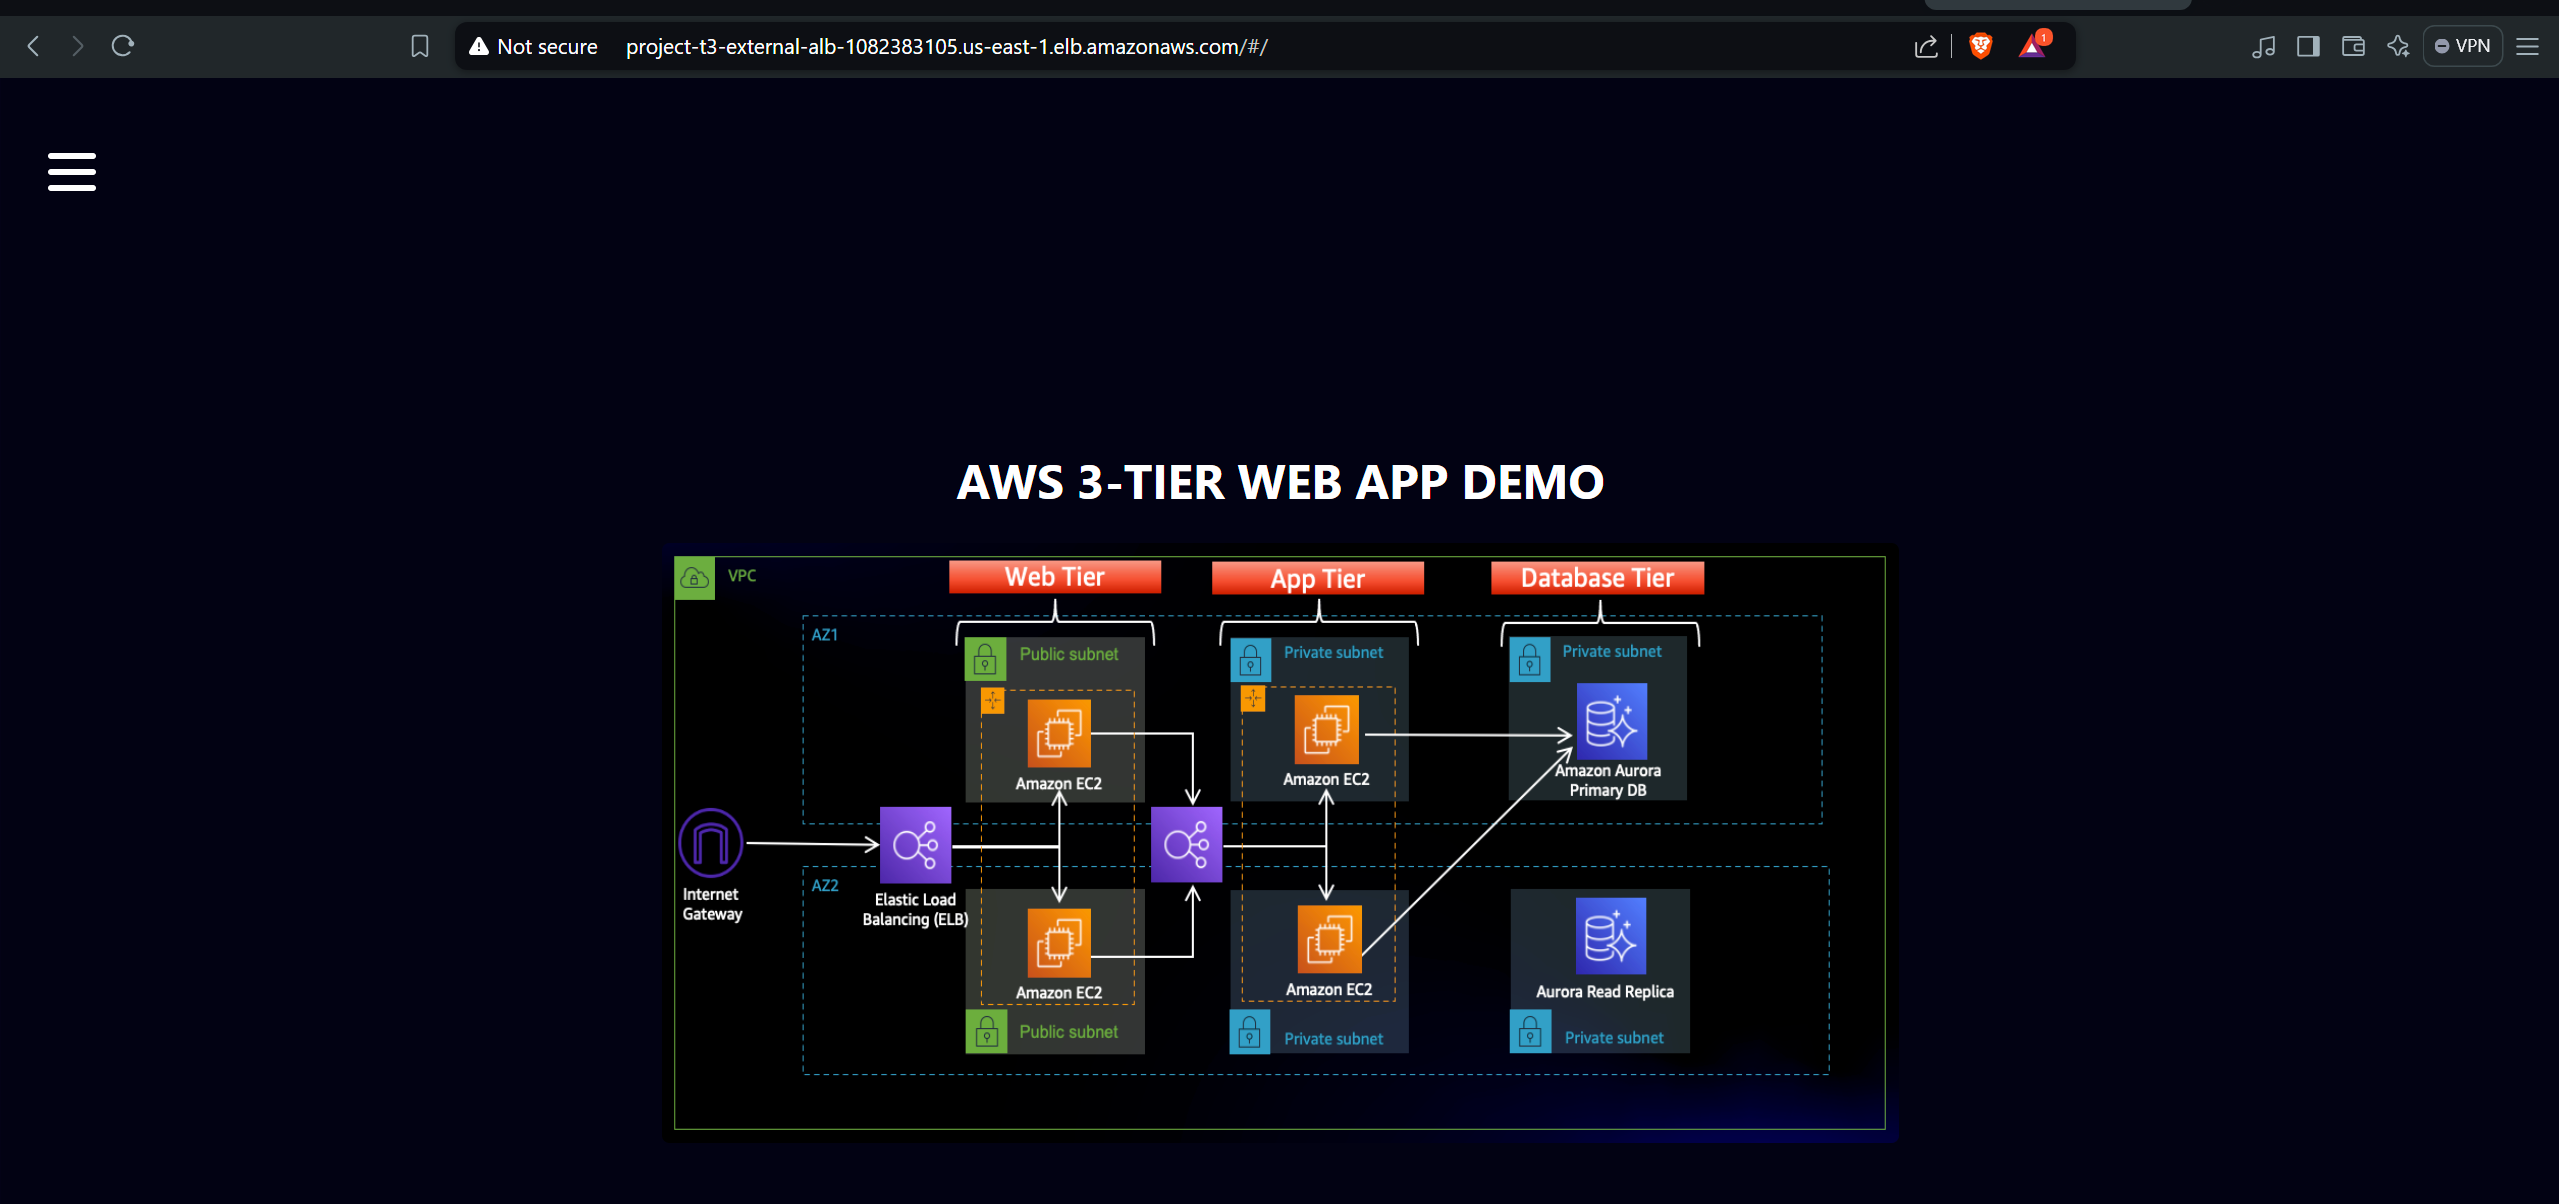 Not secure project-t3-external-alb-1082383105.us-east-1.elb.amazonaws.com/#/
1
VPN
AWS 3-TIER WEB APP DEMO
VPC
Web Tier
App Tier
Database Tier
AZ1
Public subnet
Private subnet
Private subnet
Amazon EC2
Amazon EC2
Amazon Aurora
Primary DB
Internet
Gateway
Elastic Load
Balancing (ELB)
AZ2
Amazon EC2
Amazon EC2
Aurora Read Replica
Public subnet
Private subnet
Private subnet